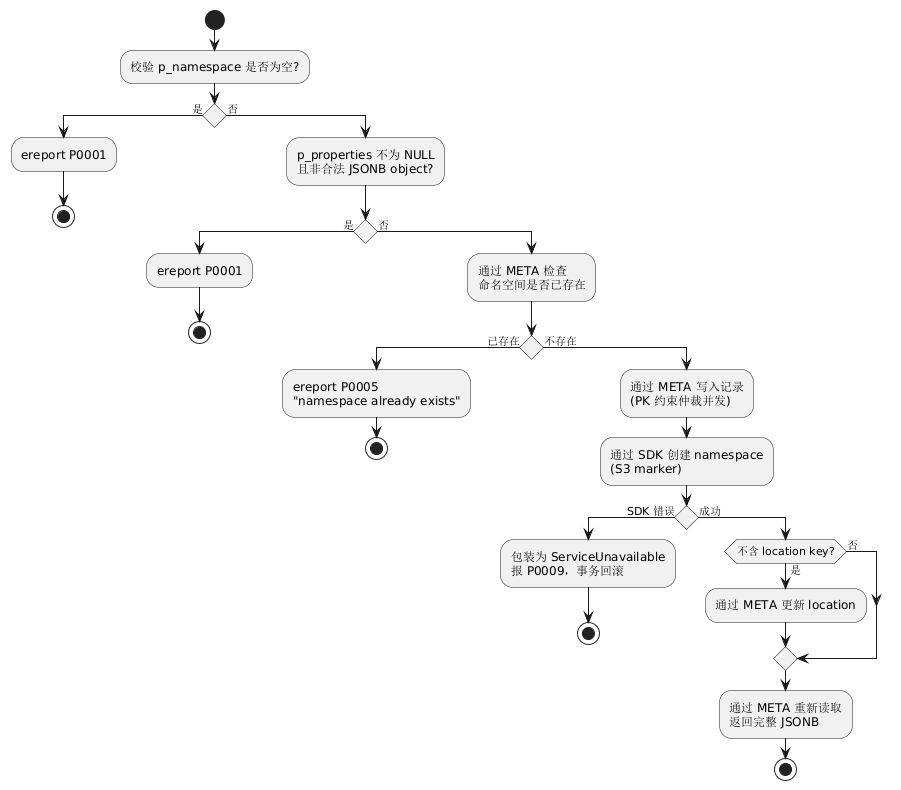 校验 p_namespace 是否为空?
是
否
ereport P0001
p_properties 不为 NULL
且非合法 JSONB object?
是
否
ereport P0001
通过 META 检查
命名空间是否已存在
已存在
不存在
ereport P0005
"namespace already exists"
通过 META 写入记录
(PK 约束仲裁并发)
通过 SDK 创建 namespace
(S3 marker)
SDK 错误
成功
包装为 ServiceUnavailable
报 P0009，事务回滚
不含 location key?
否
是
通过 META 更新 location
通过 META 重新读取
返回完整 JSONB